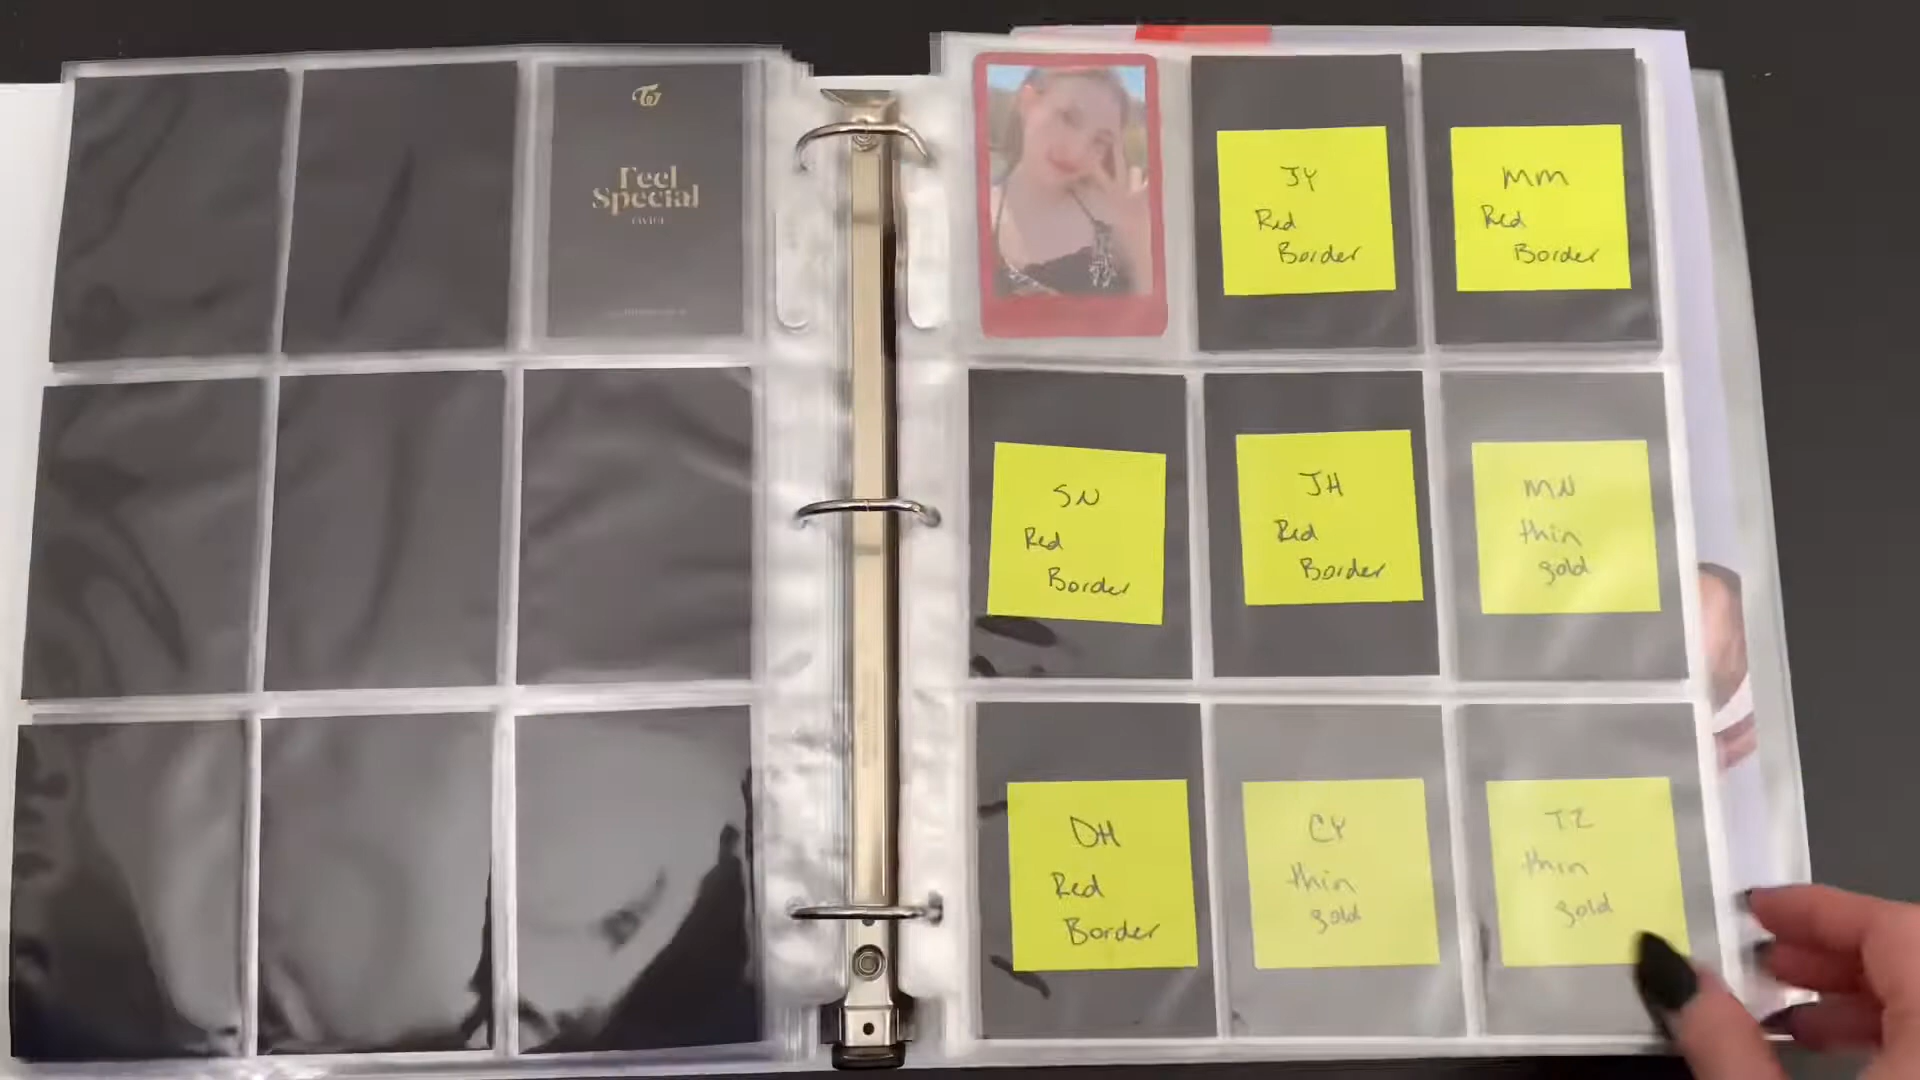 Feel
Special
TWICE
JY
Red
Border
MM
Red
Border
SN
Red
Border
JH
Red
Border
MN
thin
gold
DH
Red
Border
CY
thin
gold
TZ
thin
gold